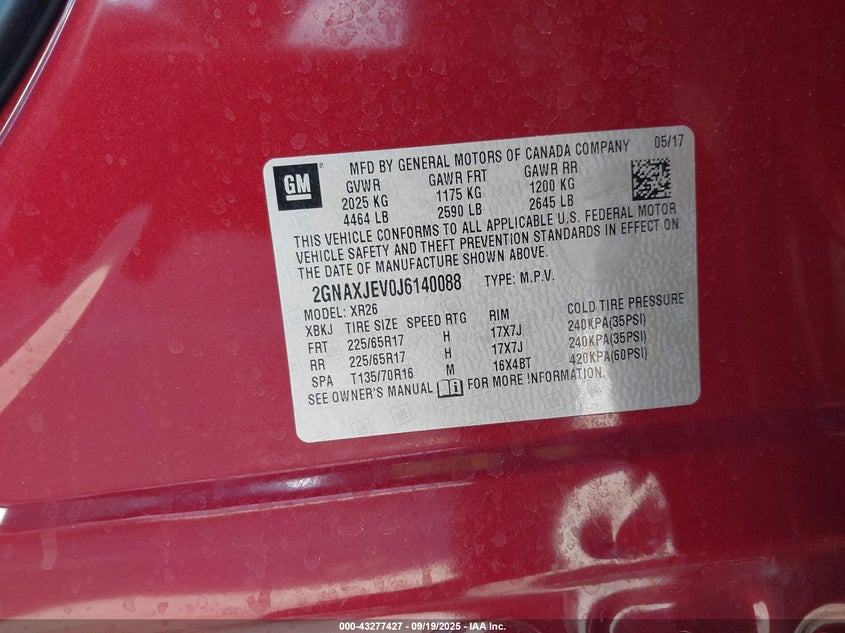 GM
MFD BY GENERAL MOTORS OF CANADA COMPANY 05/17
GVWR GAWR FRT GAWR RR
2025 KG 1175 KG 1200 KG
4464 LB 2590 LB 2645 LB
THIS VEHICLE CONFORMS TO ALL APPLICABLE U.S. FEDERAL MOTOR
VEHICLE SAFETY AND THEFT PREVENTION STANDARDS IN EFFECT ON
THE DATE OF MANUFACTURE SHOWN ABOVE.
2GNAXJEV0J6140088 TYPE: M.P.V.
MODEL: XR26
XBKJ TIRE SIZE SPEED RTG RIM COLD TIRE PRESSURE
FRT 225/65R17 H 17X7J 240KPA(35PSI)
RR 225/65R17 H 17X7J 240KPA(35PSI)
SPA T135/70R16 M 16X4BT 420KPA(60PSI)
SEE OWNER'S MANUAL FOR MORE INFORMATION.
000-43277427 - 09/19/2025 - IAA Inc.